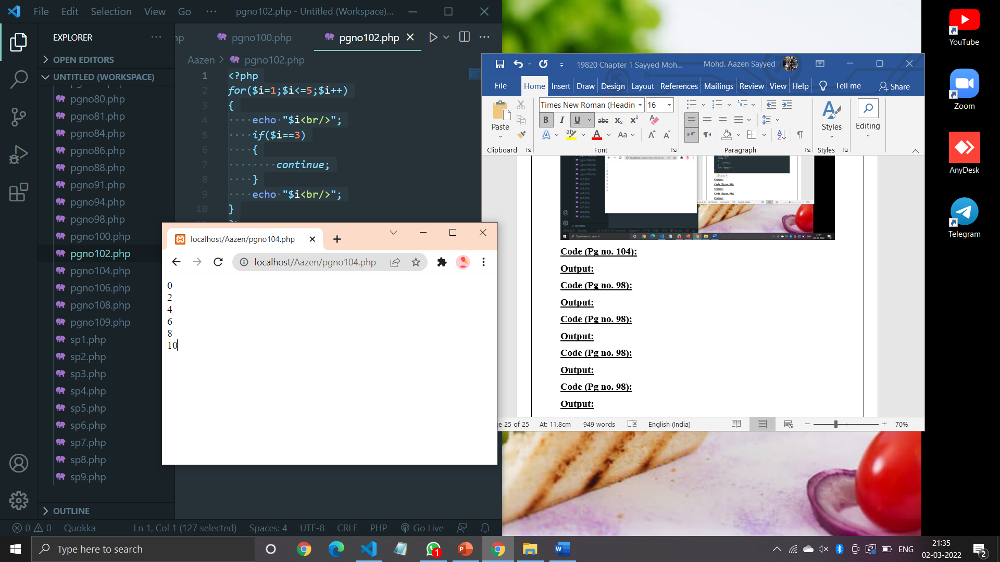 File Edit Selection View Go ··· pgno102.php - Untitled (Workspace)...
EXPLORER
OPEN EDITORS
UNTITLED (WORKSPACE)
pgno80.php
pgno81.php
pgno84.php
pgno86.php
pgno88.php
pgno91.php
pgno94.php
pgno98.php
pgno100.php
pgno102.php
pgno104.php
pgno106.php
pgno108.php
pgno109.php
sp1.php
sp2.php
sp3.php
sp4.php
sp5.php
sp6.php
sp7.php
sp8.php
sp9.php
OUTLINE
pgno100.php pgno102.php
Aazen > pgno102.php
1 <?php
2 for($i=1;$i<=5;$i++)
3 {
4 echo "$i<br/>";
5 if($i==3)
6 {
7 continue;
8 }
9 echo "$i<br/>";
10 }
0 0 Quokka Ln 1, Col 1 (127 selected) Spaces: 4 UTF-8 CRLF PHP Go Live
localhost/Aazen/pgno104.php
localhost/Aazen/pgno104.php
0
2
4
6
8
10
19820 Chapter 1 Sayyed Moh... Mohd. Aazen Sayyed
File Home Insert Draw Design Layout References Mailings Review View Help Tell me Share
Times New Roman (Headin 16
Paste
B I U abc x₂ x²
Aa
Styles
Editing
Clipboard Font Paragraph Styles
Code (Pg no. 104):
Output:
Code (Pg no. 98):
Output:
Code (Pg no. 98):
Output:
Code (Pg no. 98):
Output:
Code (Pg no. 98):
Output:
25 of 25 At: 11.8cm 949 words English (India) 70%
YouTube
Zoom
AnyDesk
Telegram
Type here to search
1
ENG
21:35
02-03-2022
2